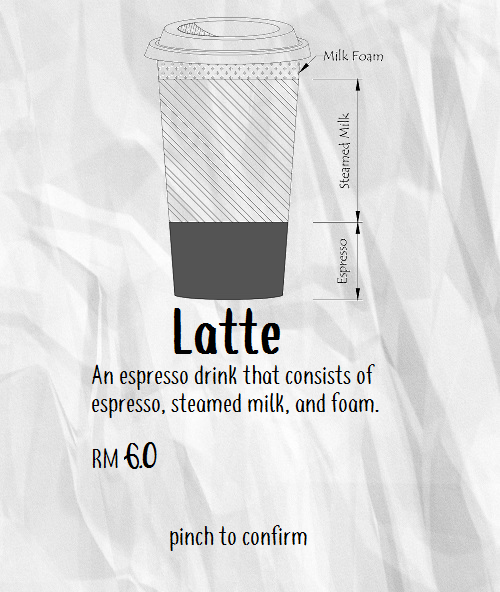 Milk Foam
Steamed Milk
Espresso
Latte
An espresso drink that consists of
espresso, steamed milk, and foam.
RM 6.0
pinch to confirm